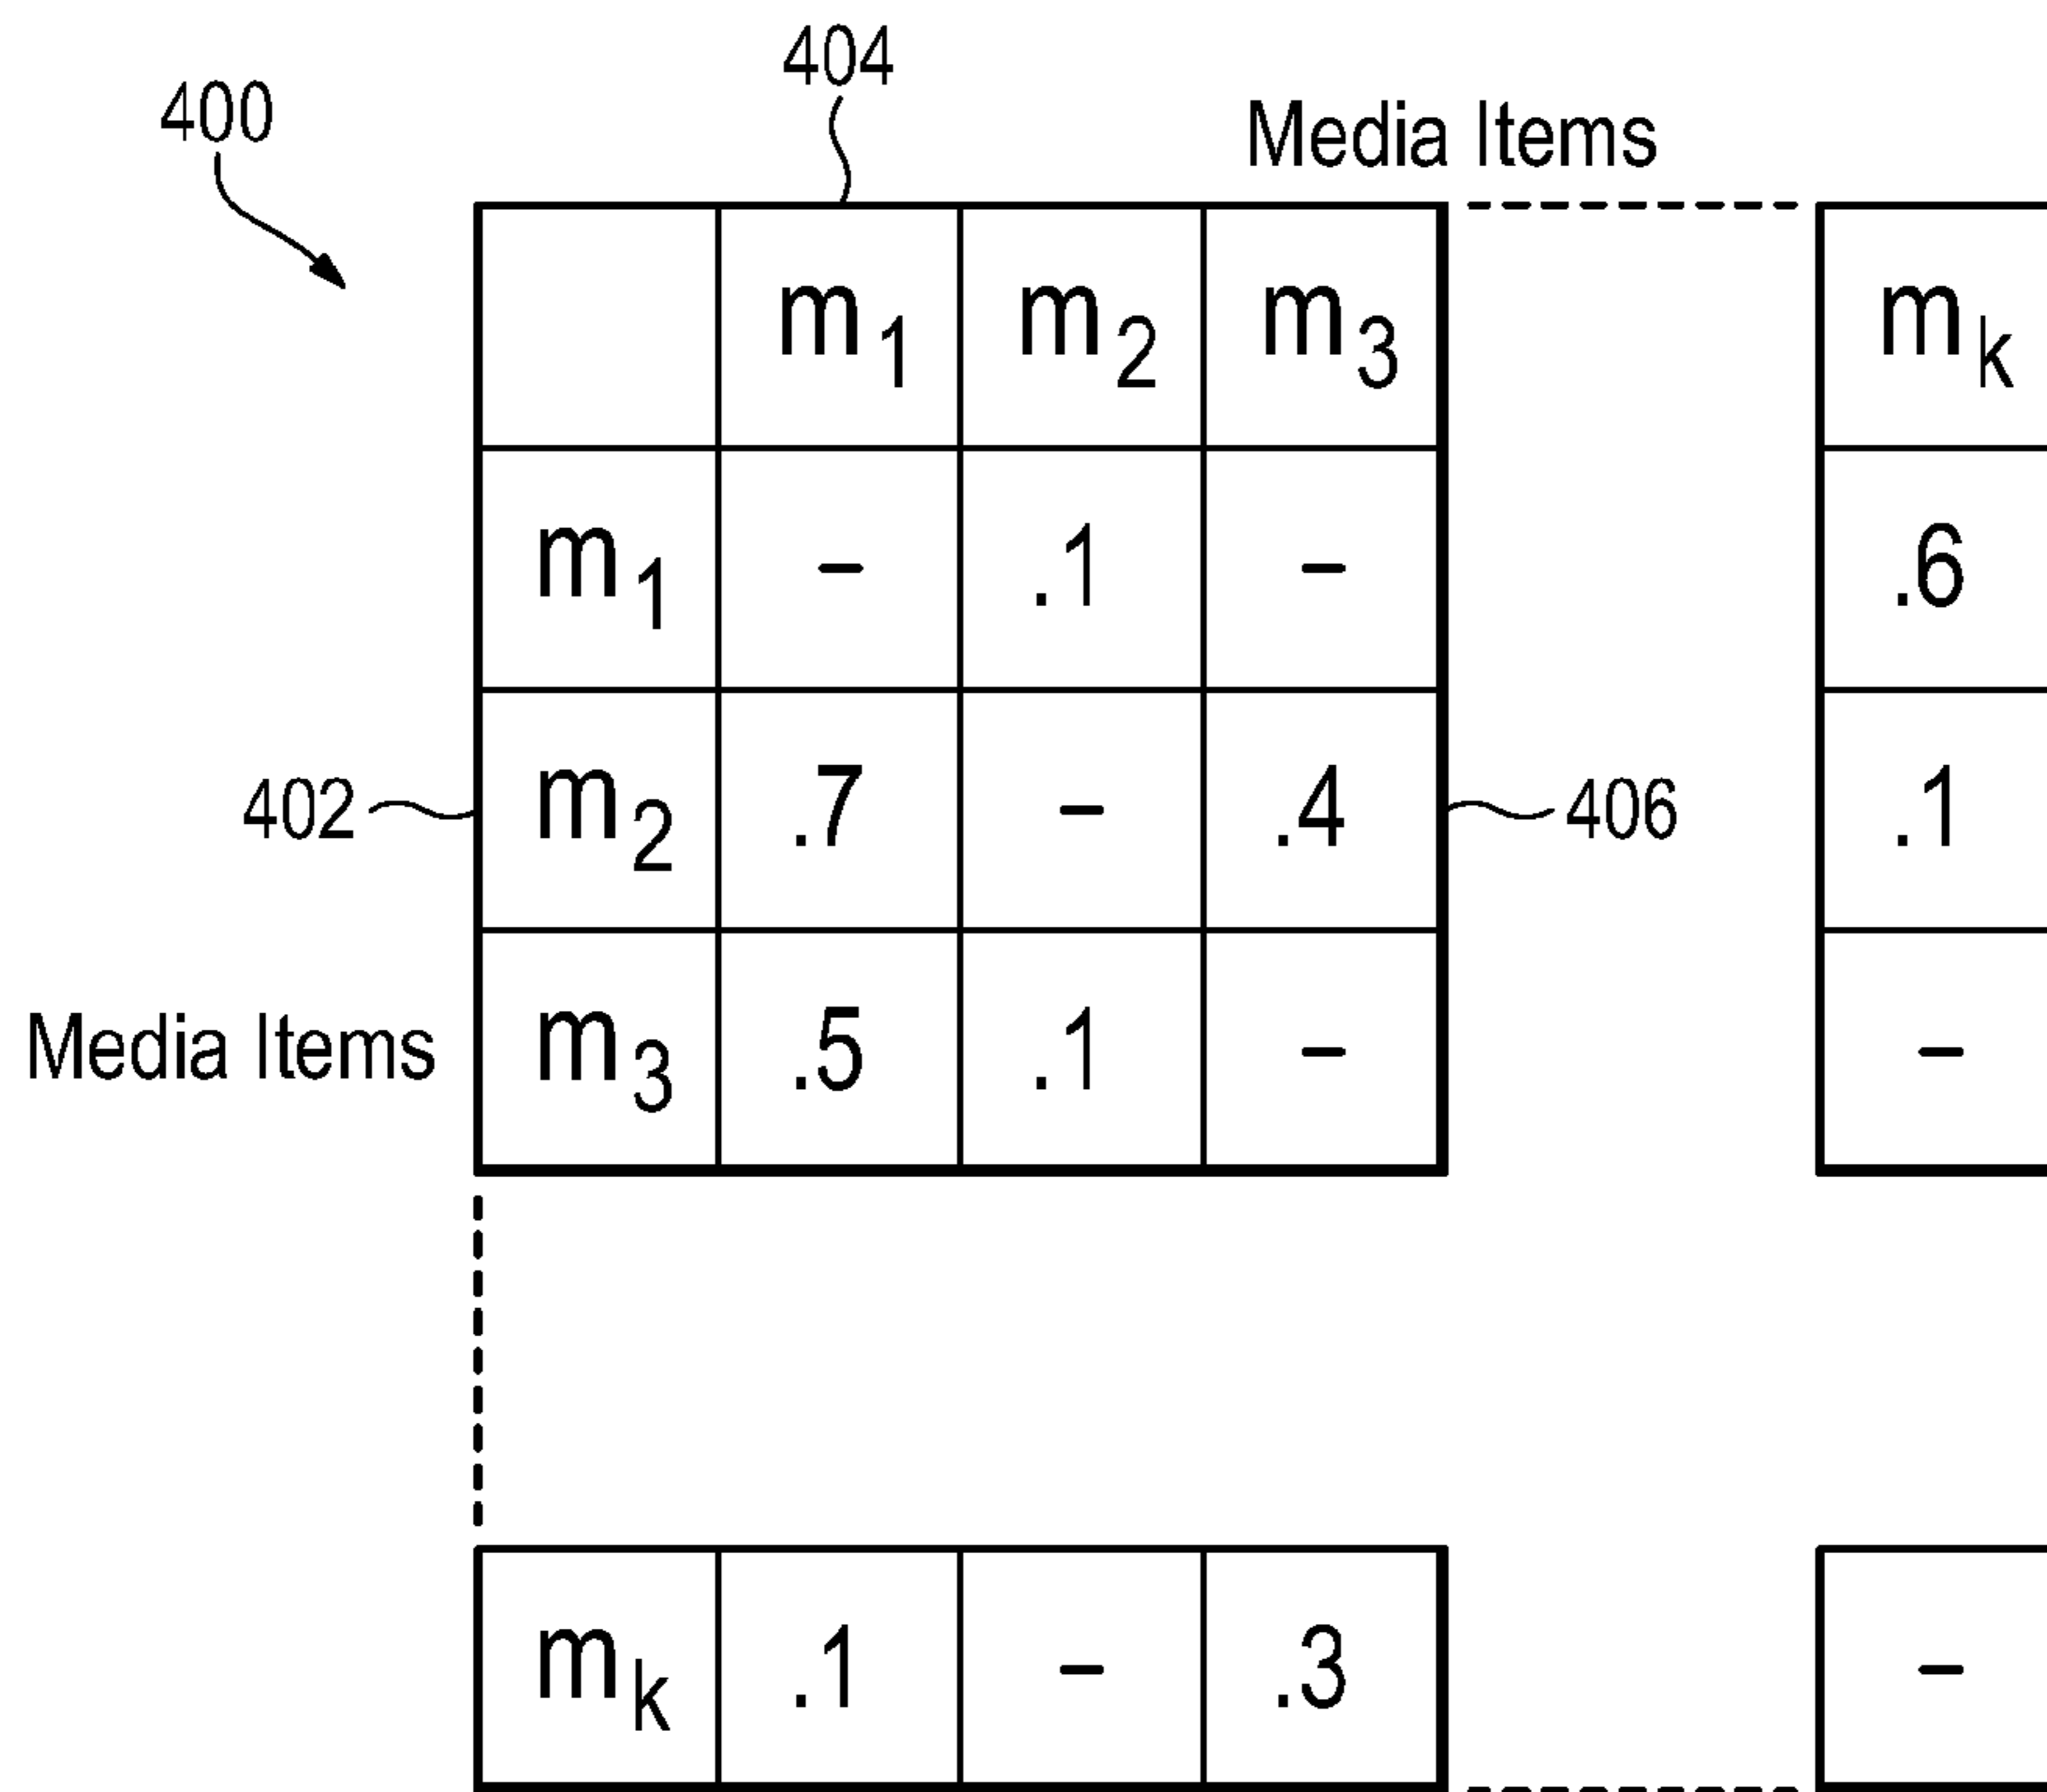 404
400
Media Items
m1 m2 m3 mk
m1 – .1 – .6
402 m2 .7 – .4 406 .1
Media Items m3 .5 .1 – –
mk .1 – .3 –